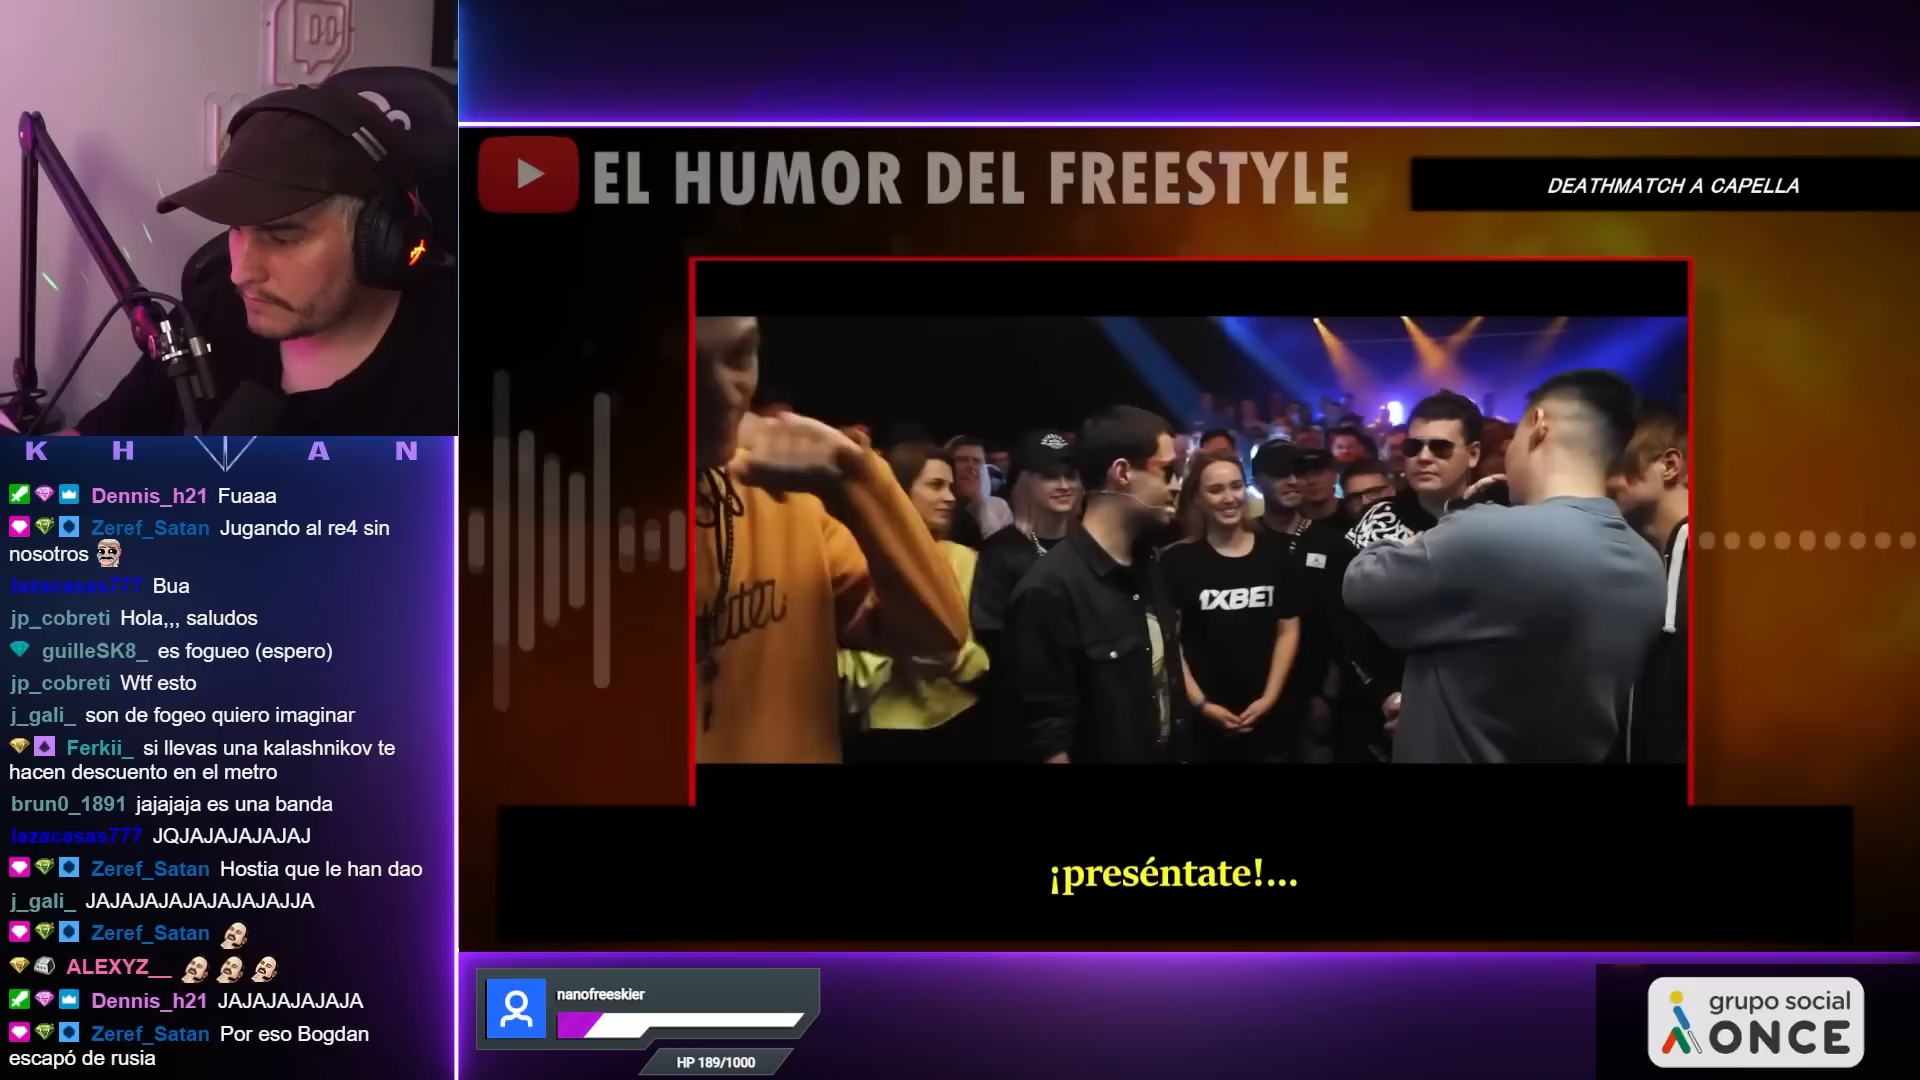 K H A N
Dennis_h21 Fuaaa
Zeref_Satan Jugando al re4 sin
nosotros
lazacasas777 Bua
jp_cobreti Hola,,, saludos
guilleSK8_ es fogueo (espero)
jp_cobreti Wtf esto
j_gali_ son de fogeo quiero imaginar
Ferkii_ si llevas una kalashnikov te
hacen descuento en el metro
brun0_1891 jajajaja es una banda
lazacasas777 JQJAJAJAJAJAJ
Zeref_Satan Hostia que le han dao
j_gali_ JAJAJAJAJAJAJAJAJJA
Zeref_Satan
ALEXYZ__
Dennis_h21 JAJAJAJAJAJA
Zeref_Satan Por eso Bogdan
escapó de rusia
EL HUMOR DEL FREESTYLE
DEATHMATCH A CAPELLA
1XBET
¡preséntate!...
nanofreeskier
HP 189/1000
grupo social
ONCE